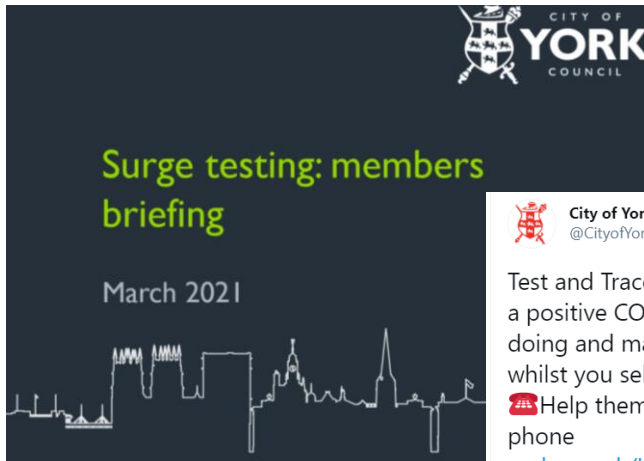 CITY OF
YORK
COUNCIL
Surge testing: members
briefing
March 2021
City of Yor
@CityofYor
Test and Trace
a positive CO
doing and ma
whilst you sel
☎Help them
phone